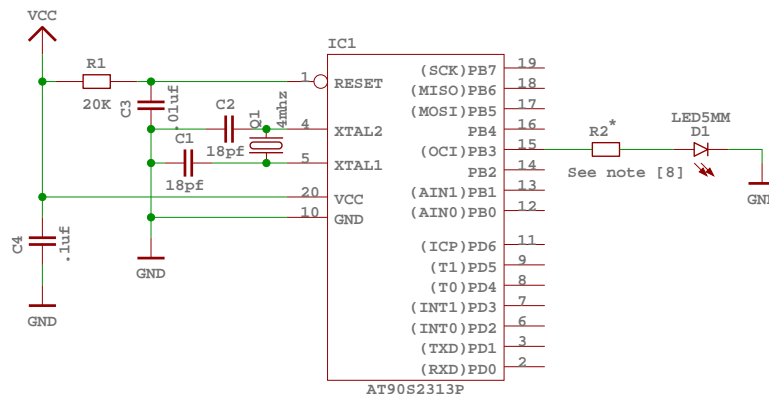 VCC
IC1
R1
20K
C3
.01uf
C2
18pf
C1
18pf
Q1
4mhz
C4
.1uf
GND
GND
1 RESET
4 XTAL2
5 XTAL1
20 VCC
10 GND
(SCK)PB7 19
(MISO)PB6 18
(MOSI)PB5 17
PB4 16
(OCI)PB3 15
PB2 14
(AIN1)PB1 13
(AIN0)PB0 12
(ICP)PD6 11
(T1)PD5 9
(T0)PD4 8
(INT1)PD3 7
(INT0)PD2 6
(TXD)PD1 3
(RXD)PD0 2
AT90S2313P
R2*
See note [8]
LED5MM
D1
GND